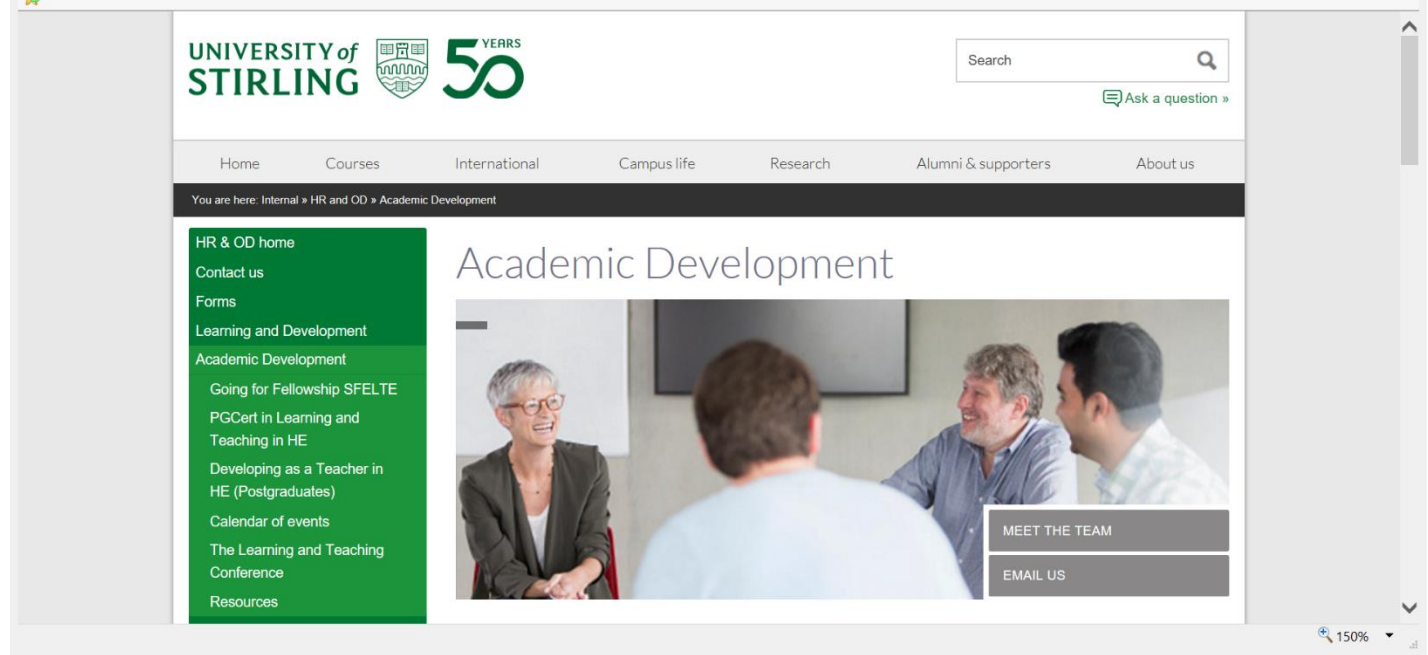 UNIVERSITY of
STIRLING
50 YEARS
Search
Ask a question »
Home Courses International Campus life Research Alumni & supporters About us
You are here: Internal » HR and OD » Academic Development
HR & OD home
Contact us
Forms
Learning and Development
Academic Development
Going for Fellowship SFELTE
PGCert in Learning and
Teaching in HE
Developing as a Teacher in
HE (Postgraduates)
Calendar of events
The Learning and Teaching
Conference
Resources
Academic Development
MEET THE TEAM
EMAIL US
150%